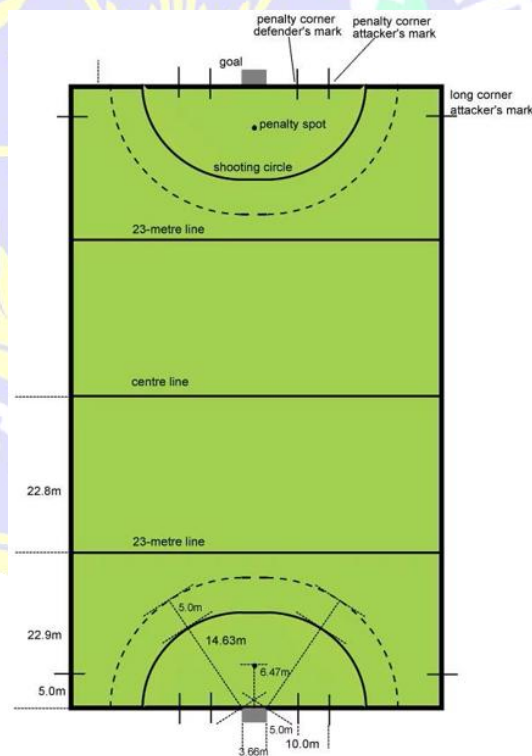 penalty corner
defender's mark
penalty corner
attacker's mark
goal
long corner
attacker's mark
penalty spot
shooting circle
23-metre line
centre line
22.8m
23-metre line
5.0m
22.9m
14.63m
6.47m
5.0m
5.0m
10.0m
3.66m